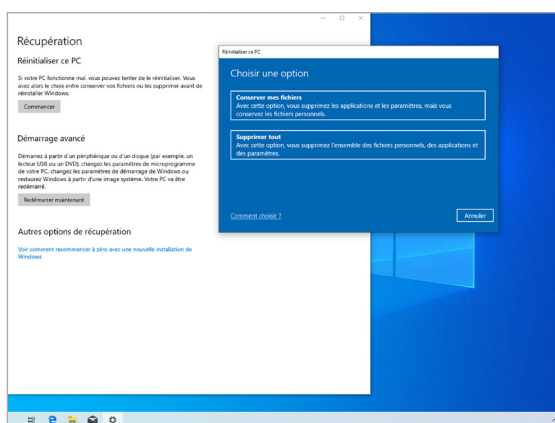 Récupération
Réinitialiser ce PC
Si votre PC fonctionne mal, vous pouvez tenter de le réinitialiser. Vous
avez alors le choix entre conserver vos fichiers ou les supprimer avant de
réinstaller Windows.
Commencer
Démarrage avancé
Démarrez à partir d'un périphérique ou d'un disque (par exemple, un
lecteur USB ou un DVD), changez les paramètres de microprogramme
de votre PC, changez les paramètres de démarrage de Windows ou
restaurez Windows à partir d'une image système. Votre PC va être
redémarré.
Redémarrer maintenant
Autres options de récupération
Voir comment recommencer à zéro avec une nouvelle installation de
Windows
Réinitialiser ce PC
Choisir une option
Conserver mes fichiers
Avec cette option, vous supprimez les applications et les paramètres, mais vous
conservez les fichiers personnels.
Supprimer tout
Avec cette option, vous supprimez l'ensemble des fichiers personnels, des applications et
des paramètres.
Comment choisir ?
Annuler